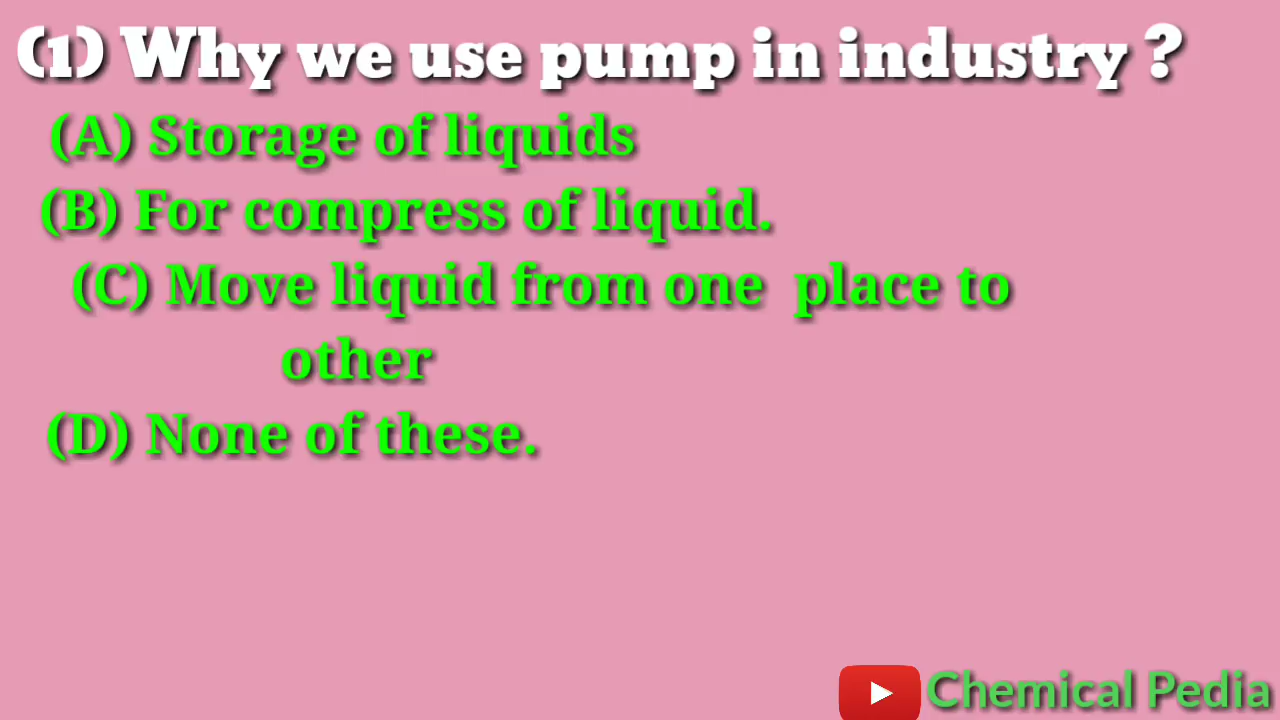 (1) Why we use pump in industry ?
(A) Storage of liquids
(B) For compress of liquid.
(C) Move liquid from one place to
other
(D) None of these.
Chemical Pedia